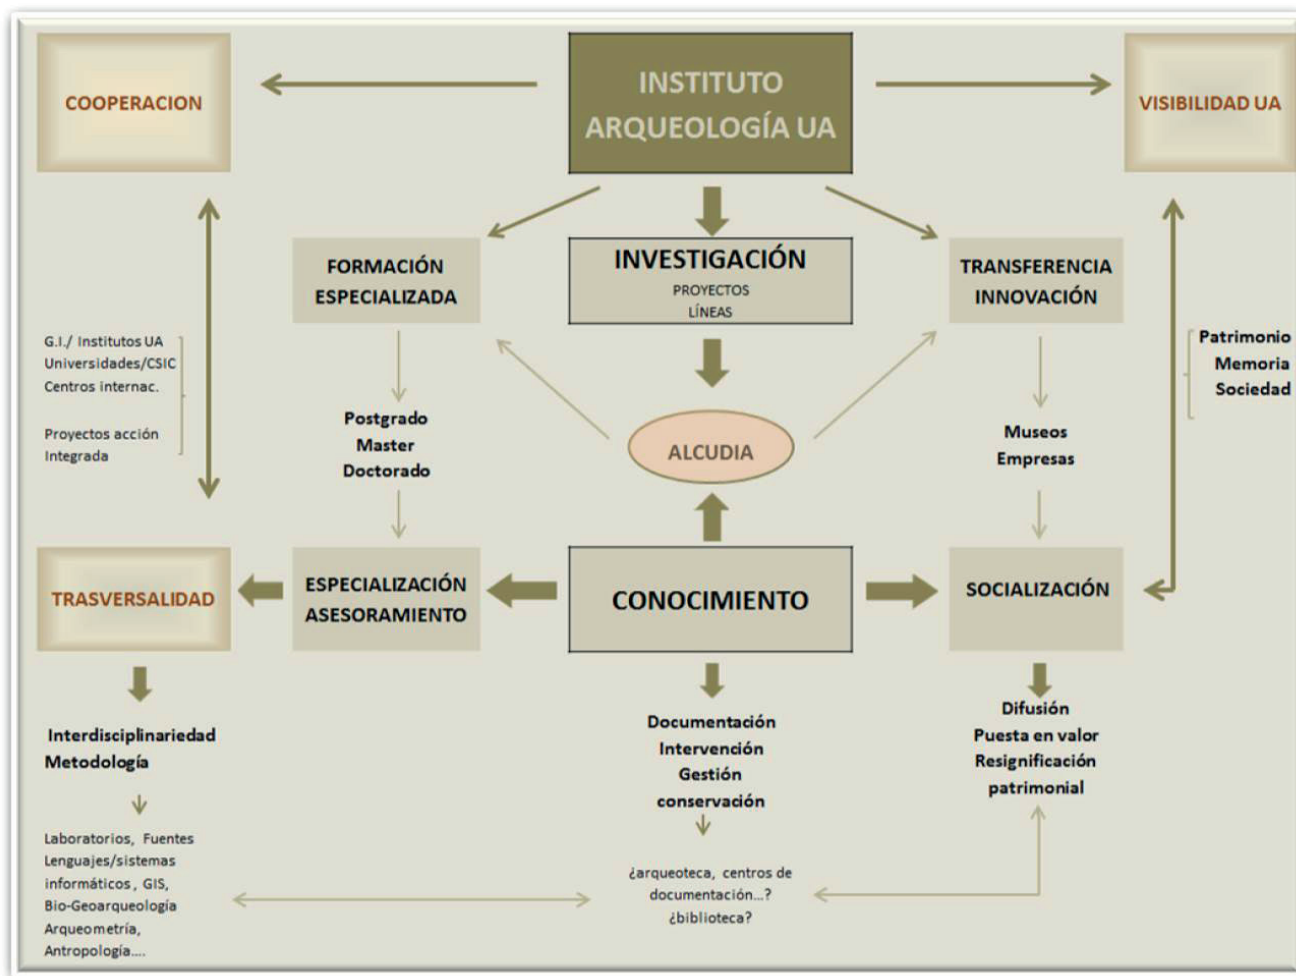 COOPERACION
INSTITUTO
ARQUEOLOGÍA UA
VISIBILIDAD UA
FORMACIÓN
ESPECIALIZADA
INVESTIGACIÓN
PROYECTOS
LÍNEAS
TRANSFERENCIA
INNOVACIÓN
G.I./ Institutos UA
Universidades/CSIC
Centros internac.
Proyectos acción
Integrada
Postgrado
Master
Doctorado
ALCUDIA
Museos
Empresas
Patrimonio
Memoria
Sociedad
TRASVERSALIDAD
ESPECIALIZACIÓN
ASESORAMIENTO
CONOCIMIENTO
SOCIALIZACIÓN
Interdisciplinariedad
Metodología
Documentación
Intervención
Gestión
conservación
Difusión
Puesta en valor
Resignificación
patrimonial
Laboratorios, Fuentes
Lenguajes/sistemas
informáticos , GIS,
Bio-Geoarqueología
Arqueometría,
Antropología....
¿arqueoteca, centros de
documentación...?
¿biblioteca?